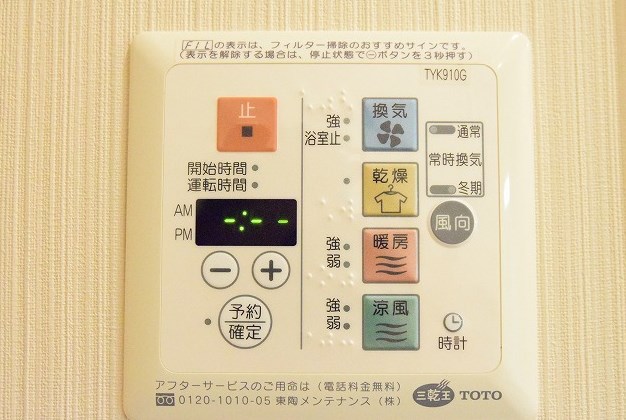 FILの表示は、フィルター掃除のおすすめサインです。
(表示を解除する場合は、停止状態で⊖ボタンを3秒押す)
TYK910G
止
開始時間
運転時間
AM
PM
-:- -
− +
予約
確定
強
浴室止
換気
乾燥
強
弱
暖房
強
弱
涼風
通常
常時換気
冬期
風向
時計
アフターサービスのご用命は(電話料金無料)
0120-1010-05 東陶メンテナンス(株)
三乾王 TOTO